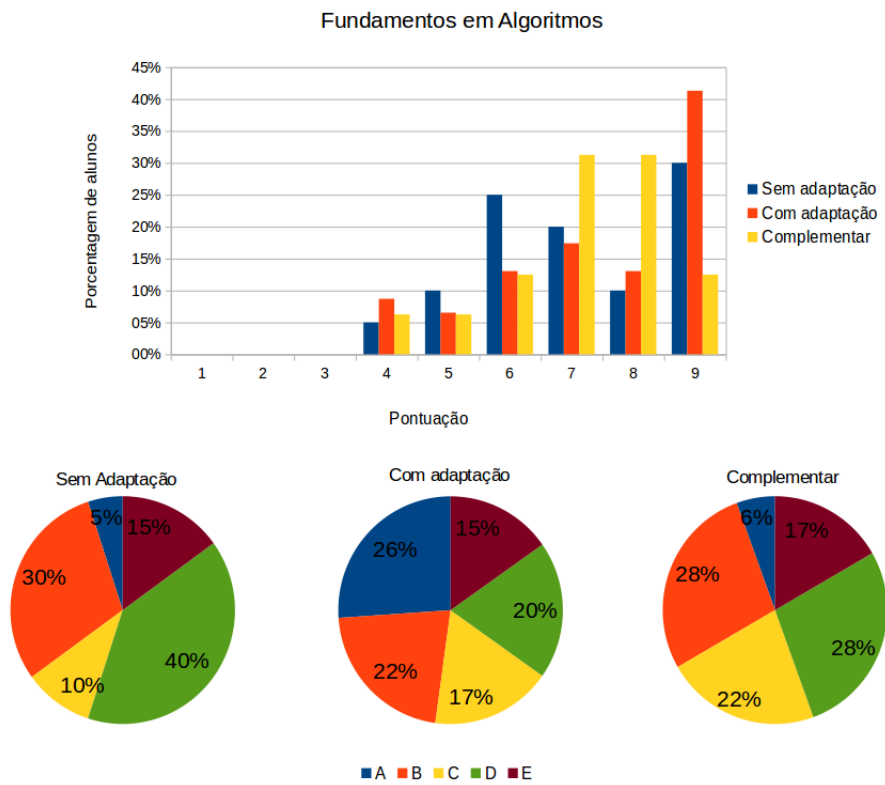 Fundamentos em Algoritmos
45%
40%
35%
30%
25%
20%
15%
10%
05%
00%
Porcentagem de alunos
1 2 3 4 5 6 7 8 9
Pontuação
Sem adaptação
Com adaptação
Complementar
Sem Adaptação
5% 15%
30%
40%
10%
Com adaptação
26% 15%
20%
22% 17%
Complementar
6% 17%
28%
28%
22%
A B C D E